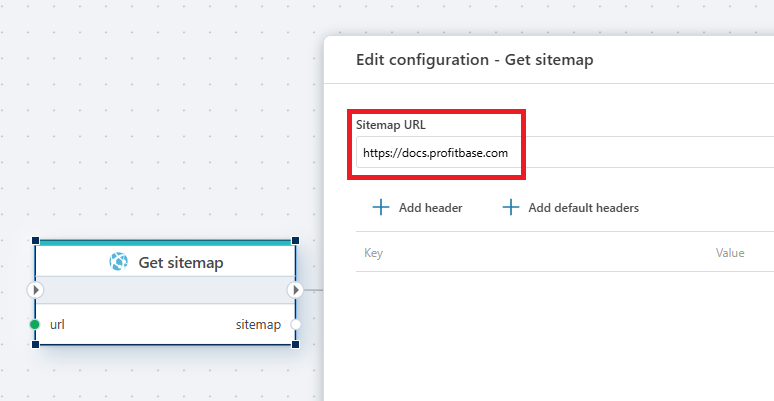 Edit configuration - Get sitemap
Sitemap URL
https://docs.profitbase.com
Add header
Add default headers
Key
Value
Get sitemap
url
sitemap